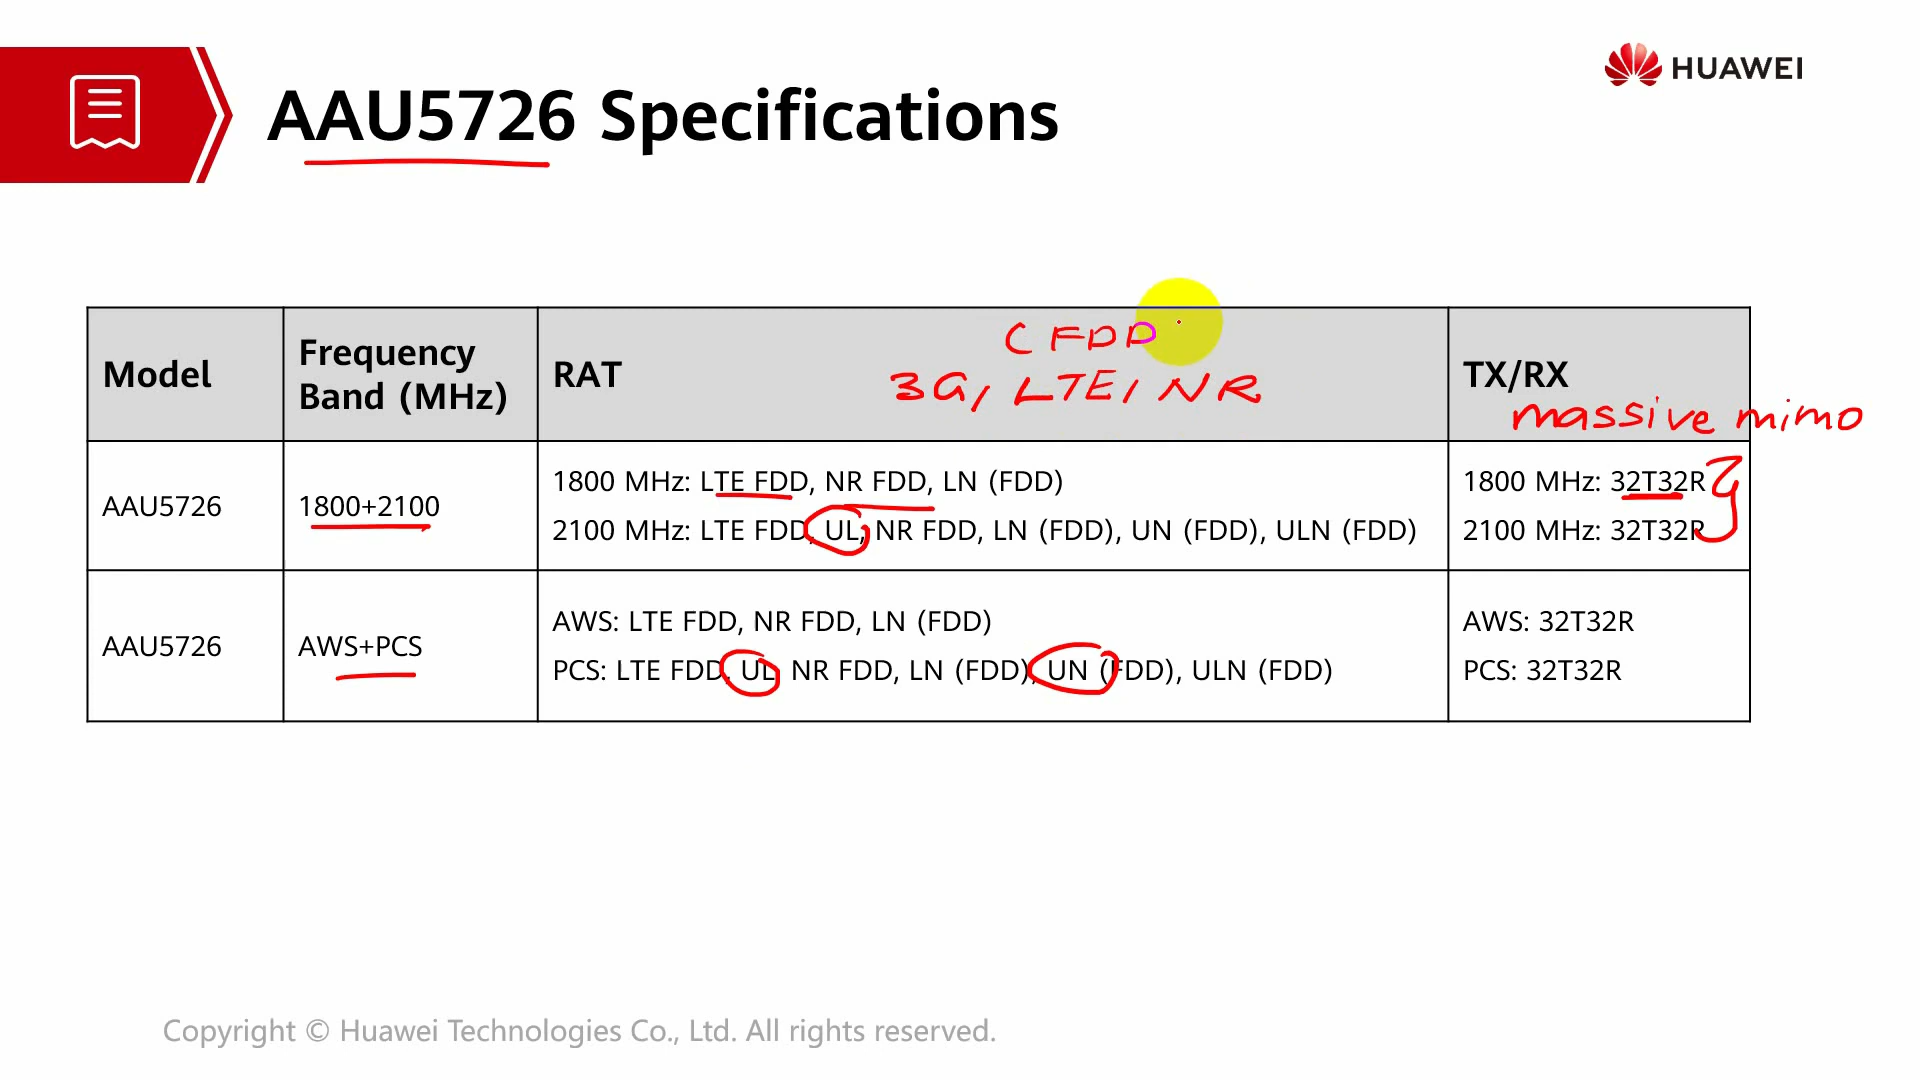 HUAWEI
AAU5726 Specifications
Model
Frequency
Band (MHz)
RAT
C FDD
3G, LTE, NR
TX/RX
massive mimo
AAU5726
1800+2100
1800 MHz: LTE FDD, NR FDD, LN (FDD)
2100 MHz: LTE FDD, UL, NR FDD, LN (FDD), UN (FDD), ULN (FDD)
1800 MHz: 32T32R
2100 MHz: 32T32R
AAU5726
AWS+PCS
AWS: LTE FDD, NR FDD, LN (FDD)
PCS: LTE FDD, UL, NR FDD, LN (FDD), UN (FDD), ULN (FDD)
AWS: 32T32R
PCS: 32T32R
Copyright © Huawei Technologies Co., Ltd. All rights reserved.